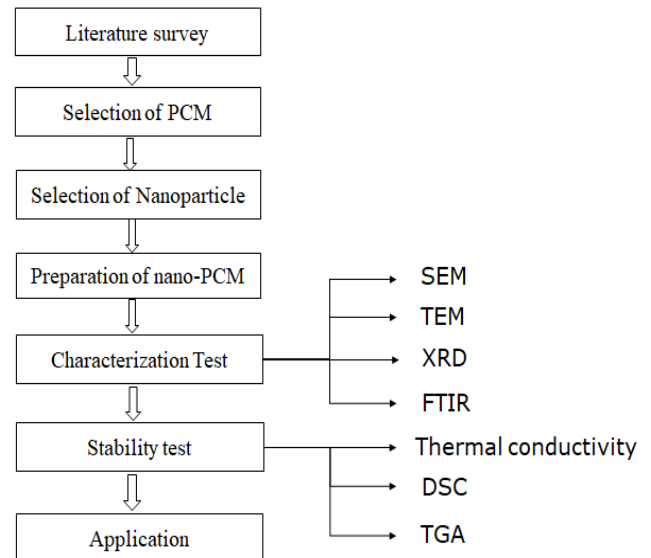 Literature survey
Selection of PCM
Selection of Nanoparticle
Preparation of nano-PCM
Characterization Test
SEM
TEM
XRD
FTIR
Stability test
Thermal conductivity
DSC
TGA
Application